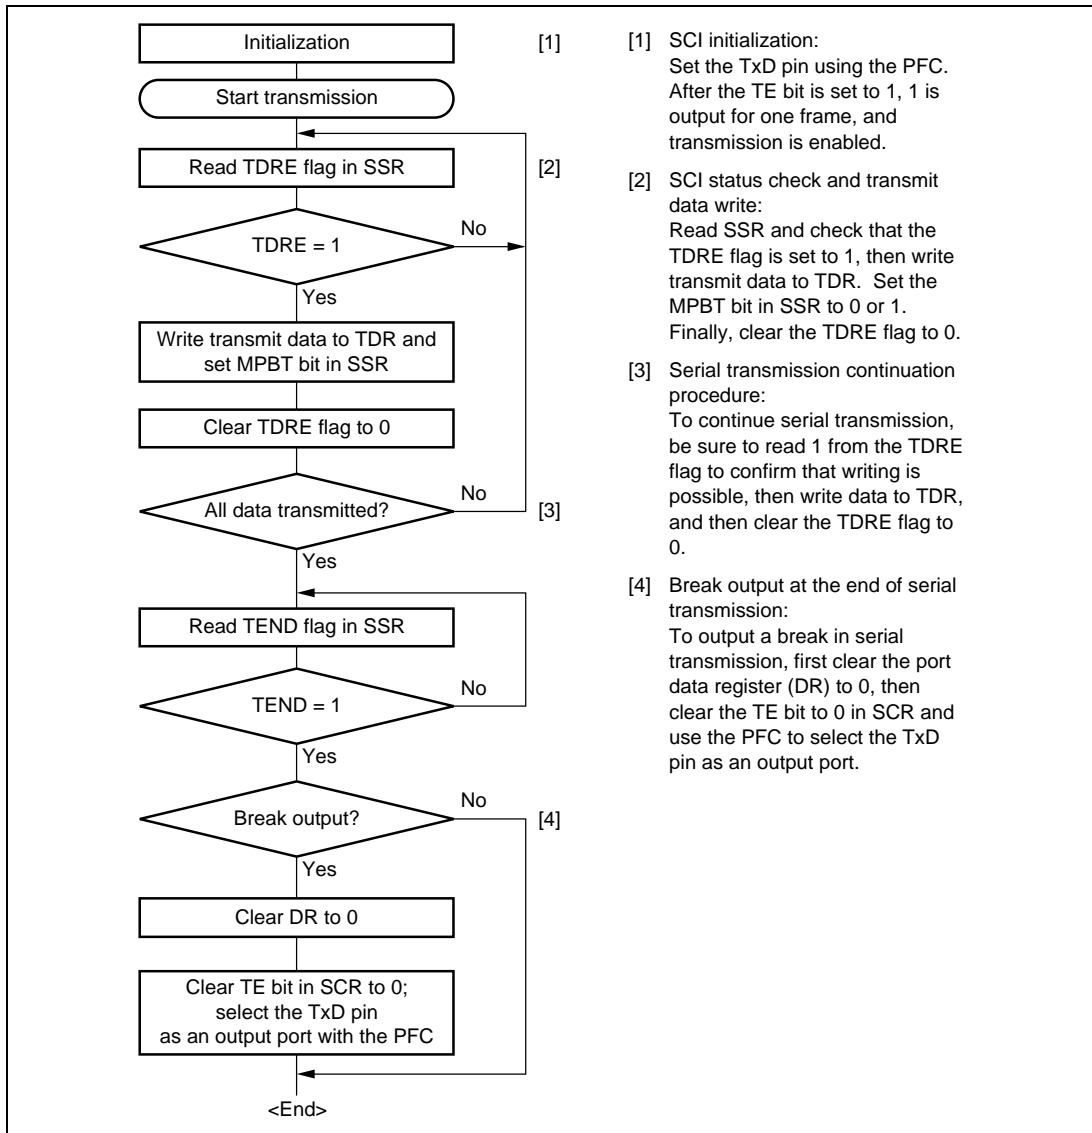 Initialization
[1]
Start transmission
Read TDRE flag in SSR
[2]
TDRE = 1
No
Yes
Write transmit data to TDR and
set MPBT bit in SSR
Clear TDRE flag to 0
All data transmitted?
No
[3]
Yes
Read TEND flag in SSR
TEND = 1
No
Yes
Break output?
No
[4]
Yes
Clear DR to 0
Clear TE bit in SCR to 0;
select the TxD pin
as an output port with the PFC
<End>
[1] SCI initialization:
Set the TxD pin using the PFC.
After the TE bit is set to 1, 1 is
output for one frame, and
transmission is enabled.
[2] SCI status check and transmit
data write:
Read SSR and check that the
TDRE flag is set to 1, then write
transmit data to TDR. Set the
MPBT bit in SSR to 0 or 1.
Finally, clear the TDRE flag to 0.
[3] Serial transmission continuation
procedure:
To continue serial transmission,
be sure to read 1 from the TDRE
flag to confirm that writing is
possible, then write data to TDR,
and then clear the TDRE flag to
0.
[4] Break output at the end of serial
transmission:
To output a break in serial
transmission, first clear the port
data register (DR) to 0, then
clear the TE bit to 0 in SCR and
use the PFC to select the TxD
pin as an output port.